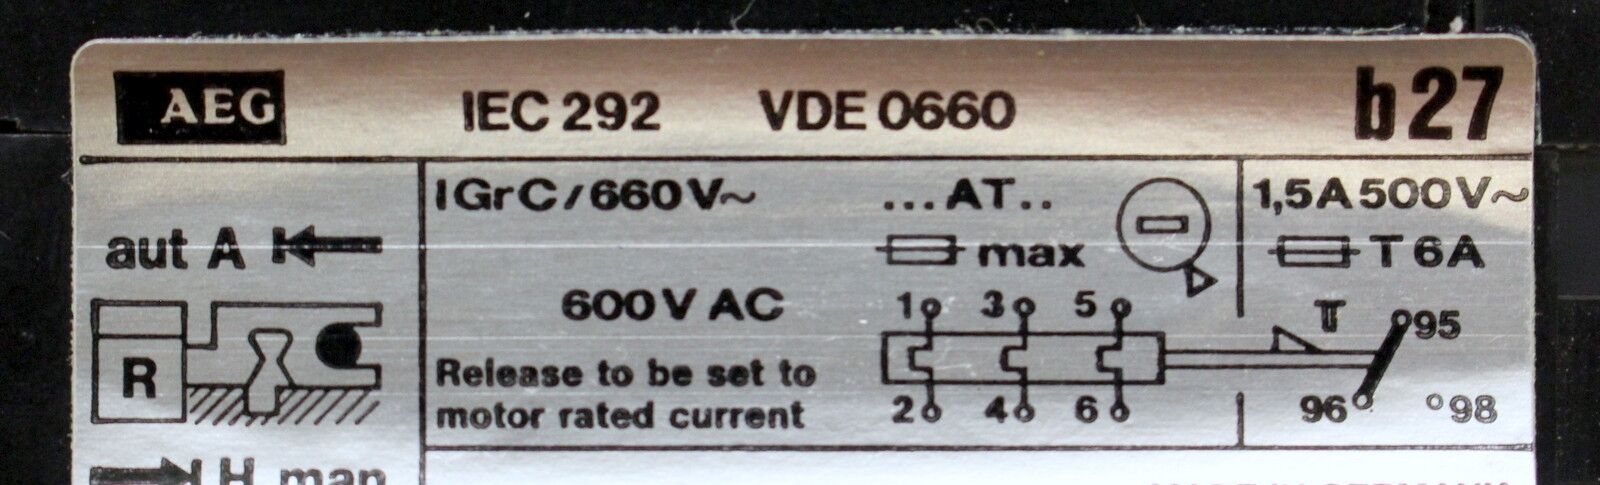 AEG IEC 292 VDE 0660 b27
aut A
R
H man
IGrC/660V~
600V AC
Release to be set to
motor rated current
...AT..
max
1 3 5
2 4 6
1,5A500V~
T 6A
95
96 98